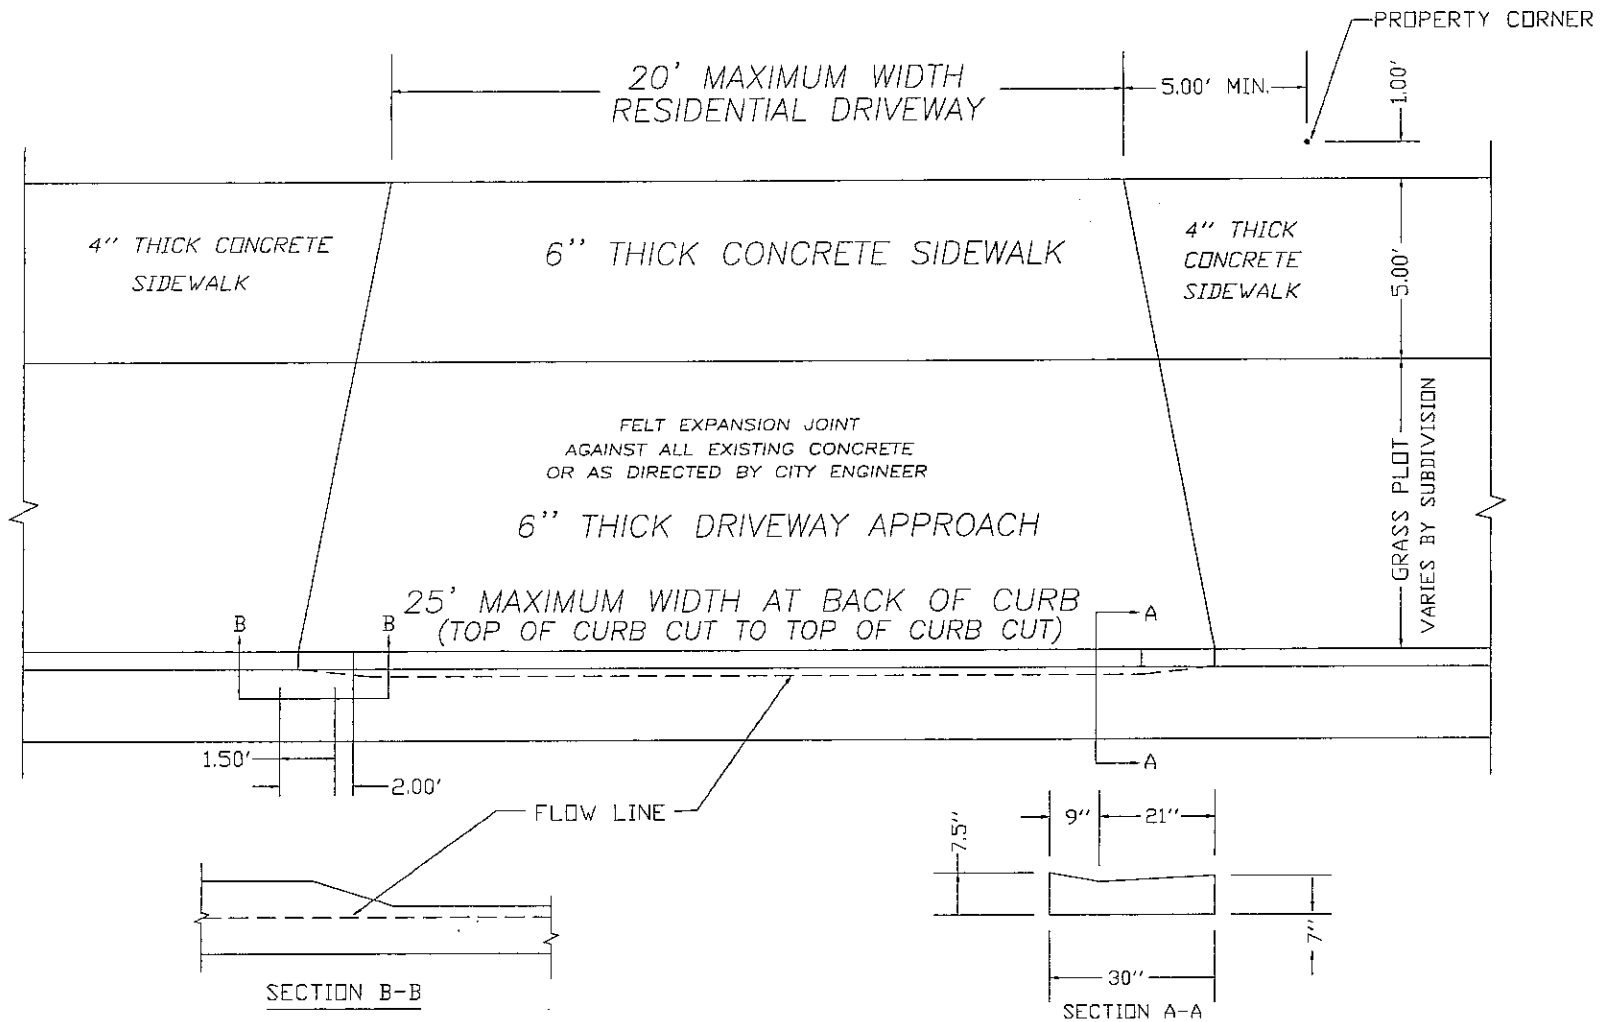 PROPERTY CORNER
20' MAXIMUM WIDTH
RESIDENTIAL DRIVEWAY
5.00' MIN.
1.00'
4" THICK CONCRETE
SIDEWALK
6" THICK CONCRETE SIDEWALK
4" THICK
CONCRETE
SIDEWALK
5.00'
FELT EXPANSION JOINT
AGAINST ALL EXISTING CONCRETE
OR AS DIRECTED BY CITY ENGINEER
6" THICK DRIVEWAY APPROACH
GRASS PLOT
VARIES BY SUBDIVISION
25' MAXIMUM WIDTH AT BACK OF CURB
(TOP OF CURB CUT TO TOP OF CURB CUT)
B
B
A
A
1.50'
2.00'
FLOW LINE
9"
21"
7.5"
7"
30"
SECTION B-B
SECTION A-A